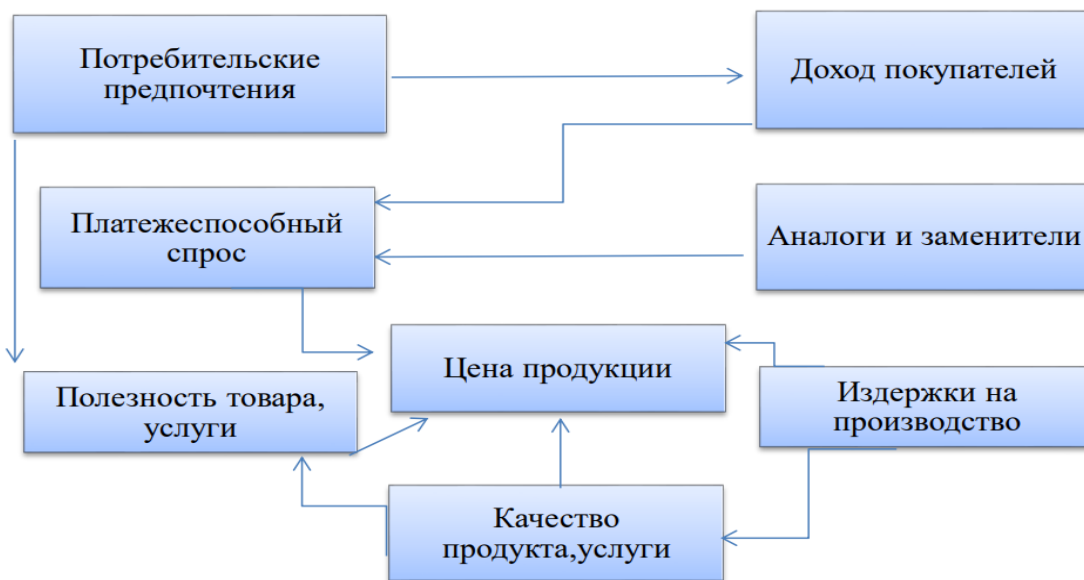 Потребительские
предпочтения
Доход покупателей
Платежеспособный
спрос
Аналоги и заменители
Цена продукции
Полезность товара,
услуги
Издержки на
производство
Качество
продукта,услуги